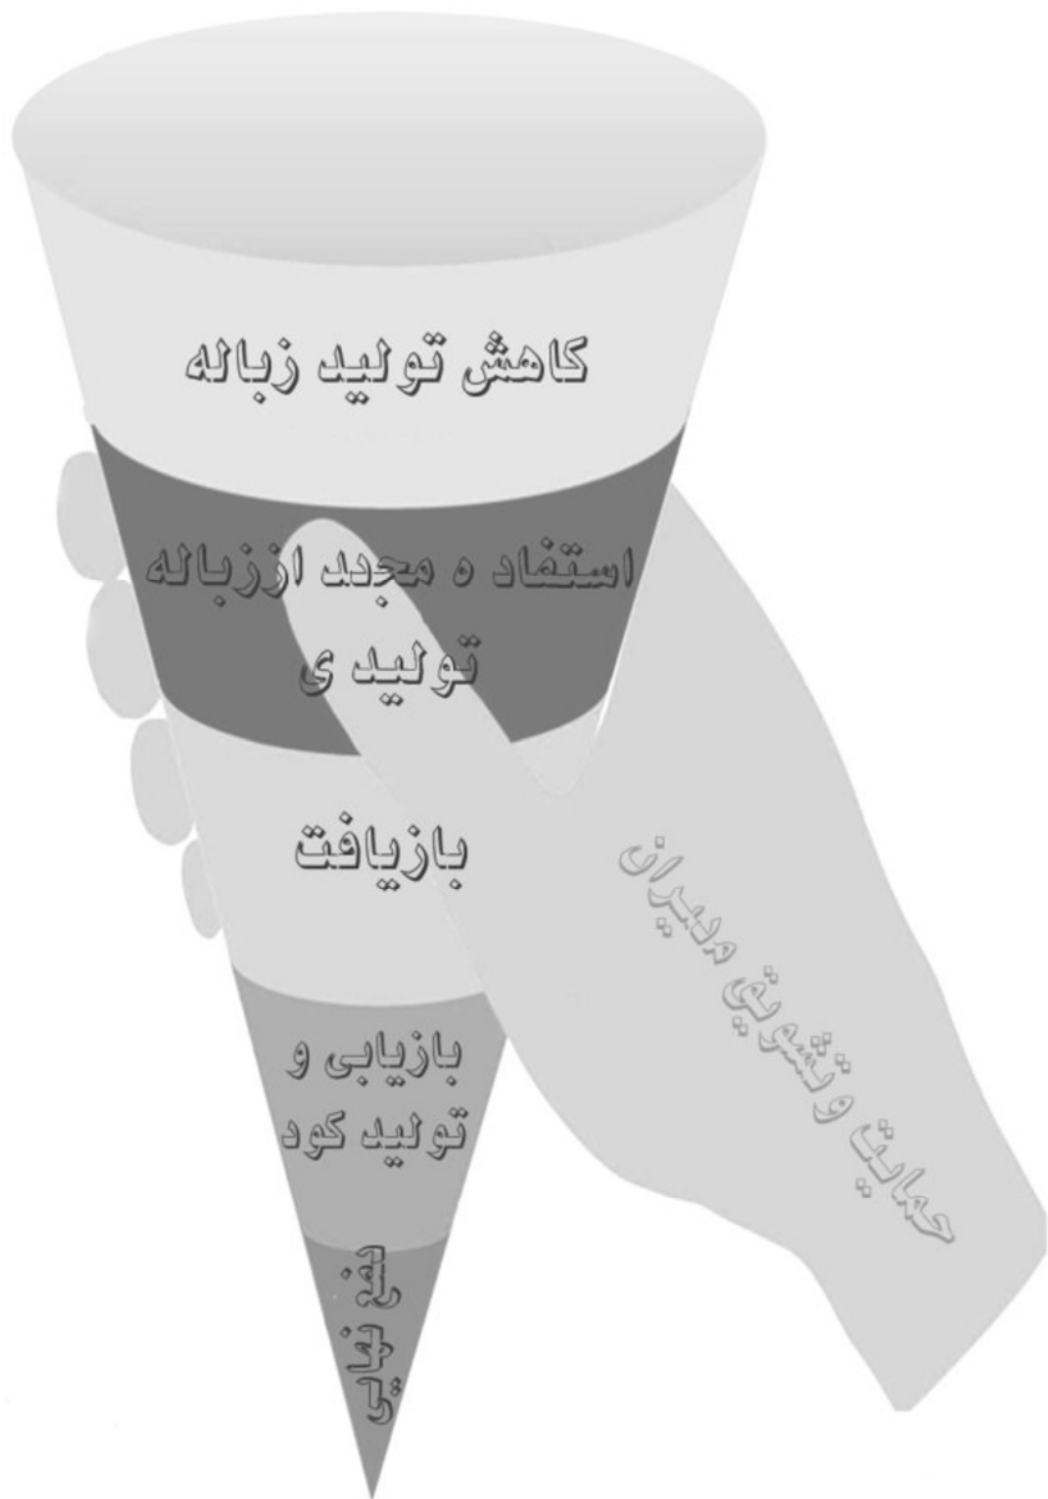 کاهش تولید زباله
استفاد ه مجدد اززباله
تولید ی
بازیافت
بازیابی و
تولید کود
دفع نهایی
حمایت وتشویق مدیران